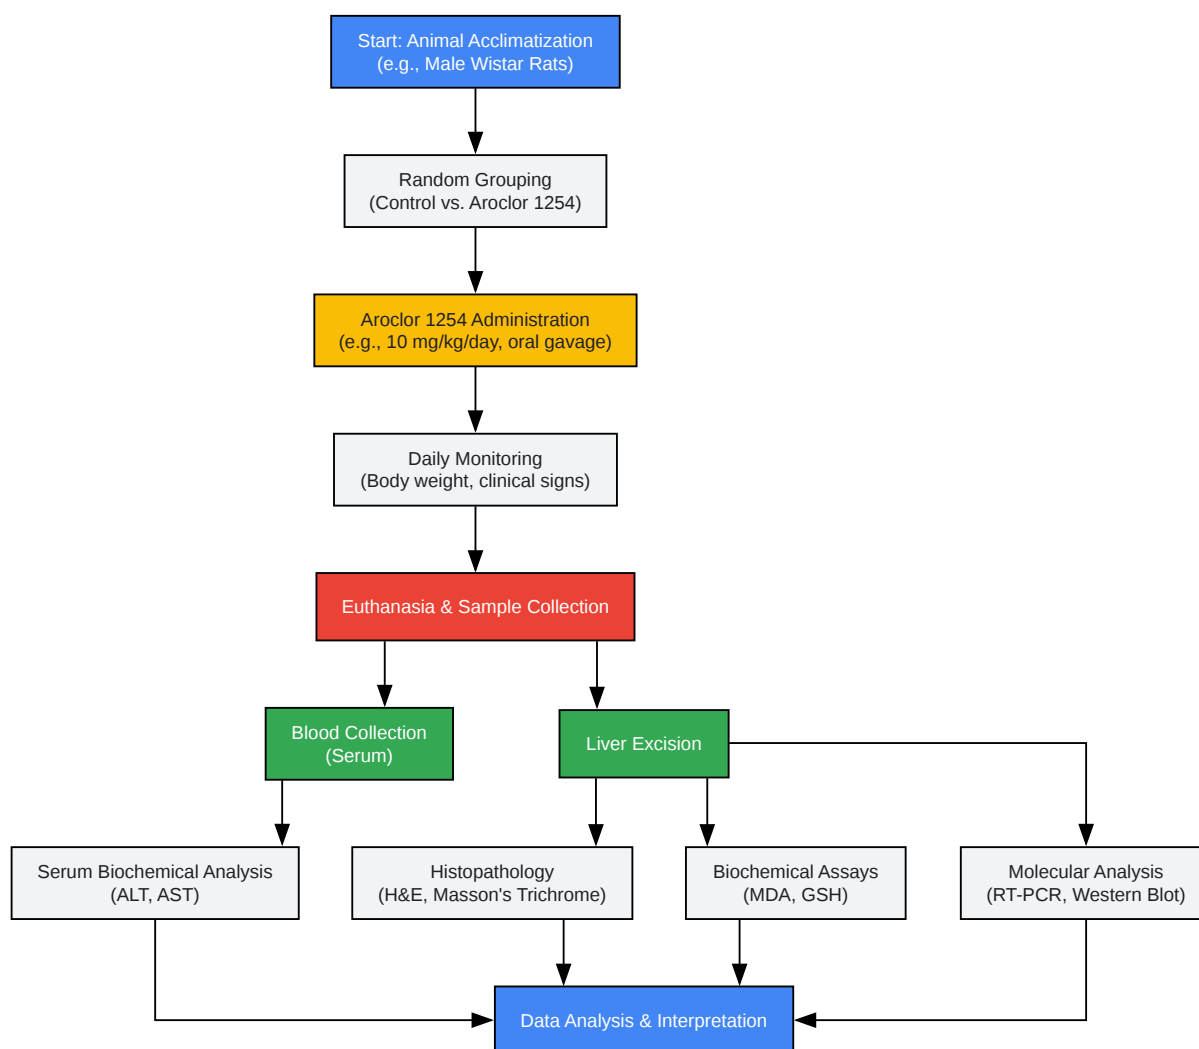 Start: Animal Acclimatization
(e.g., Male Wistar Rats)
Random Grouping
(Control vs. Aroclor 1254)
Aroclor 1254 Administration
(e.g., 10 mg/kg/day, oral gavage)
Daily Monitoring
(Body weight, clinical signs)
Euthanasia & Sample Collection
Blood Collection
(Serum)
Liver Excision
Serum Biochemical Analysis
(ALT, AST)
Histopathology
(H&E, Masson's Trichrome)
Biochemical Assays
(MDA, GSH)
Molecular Analysis
(RT-PCR, Western Blot)
Data Analysis & Interpretation